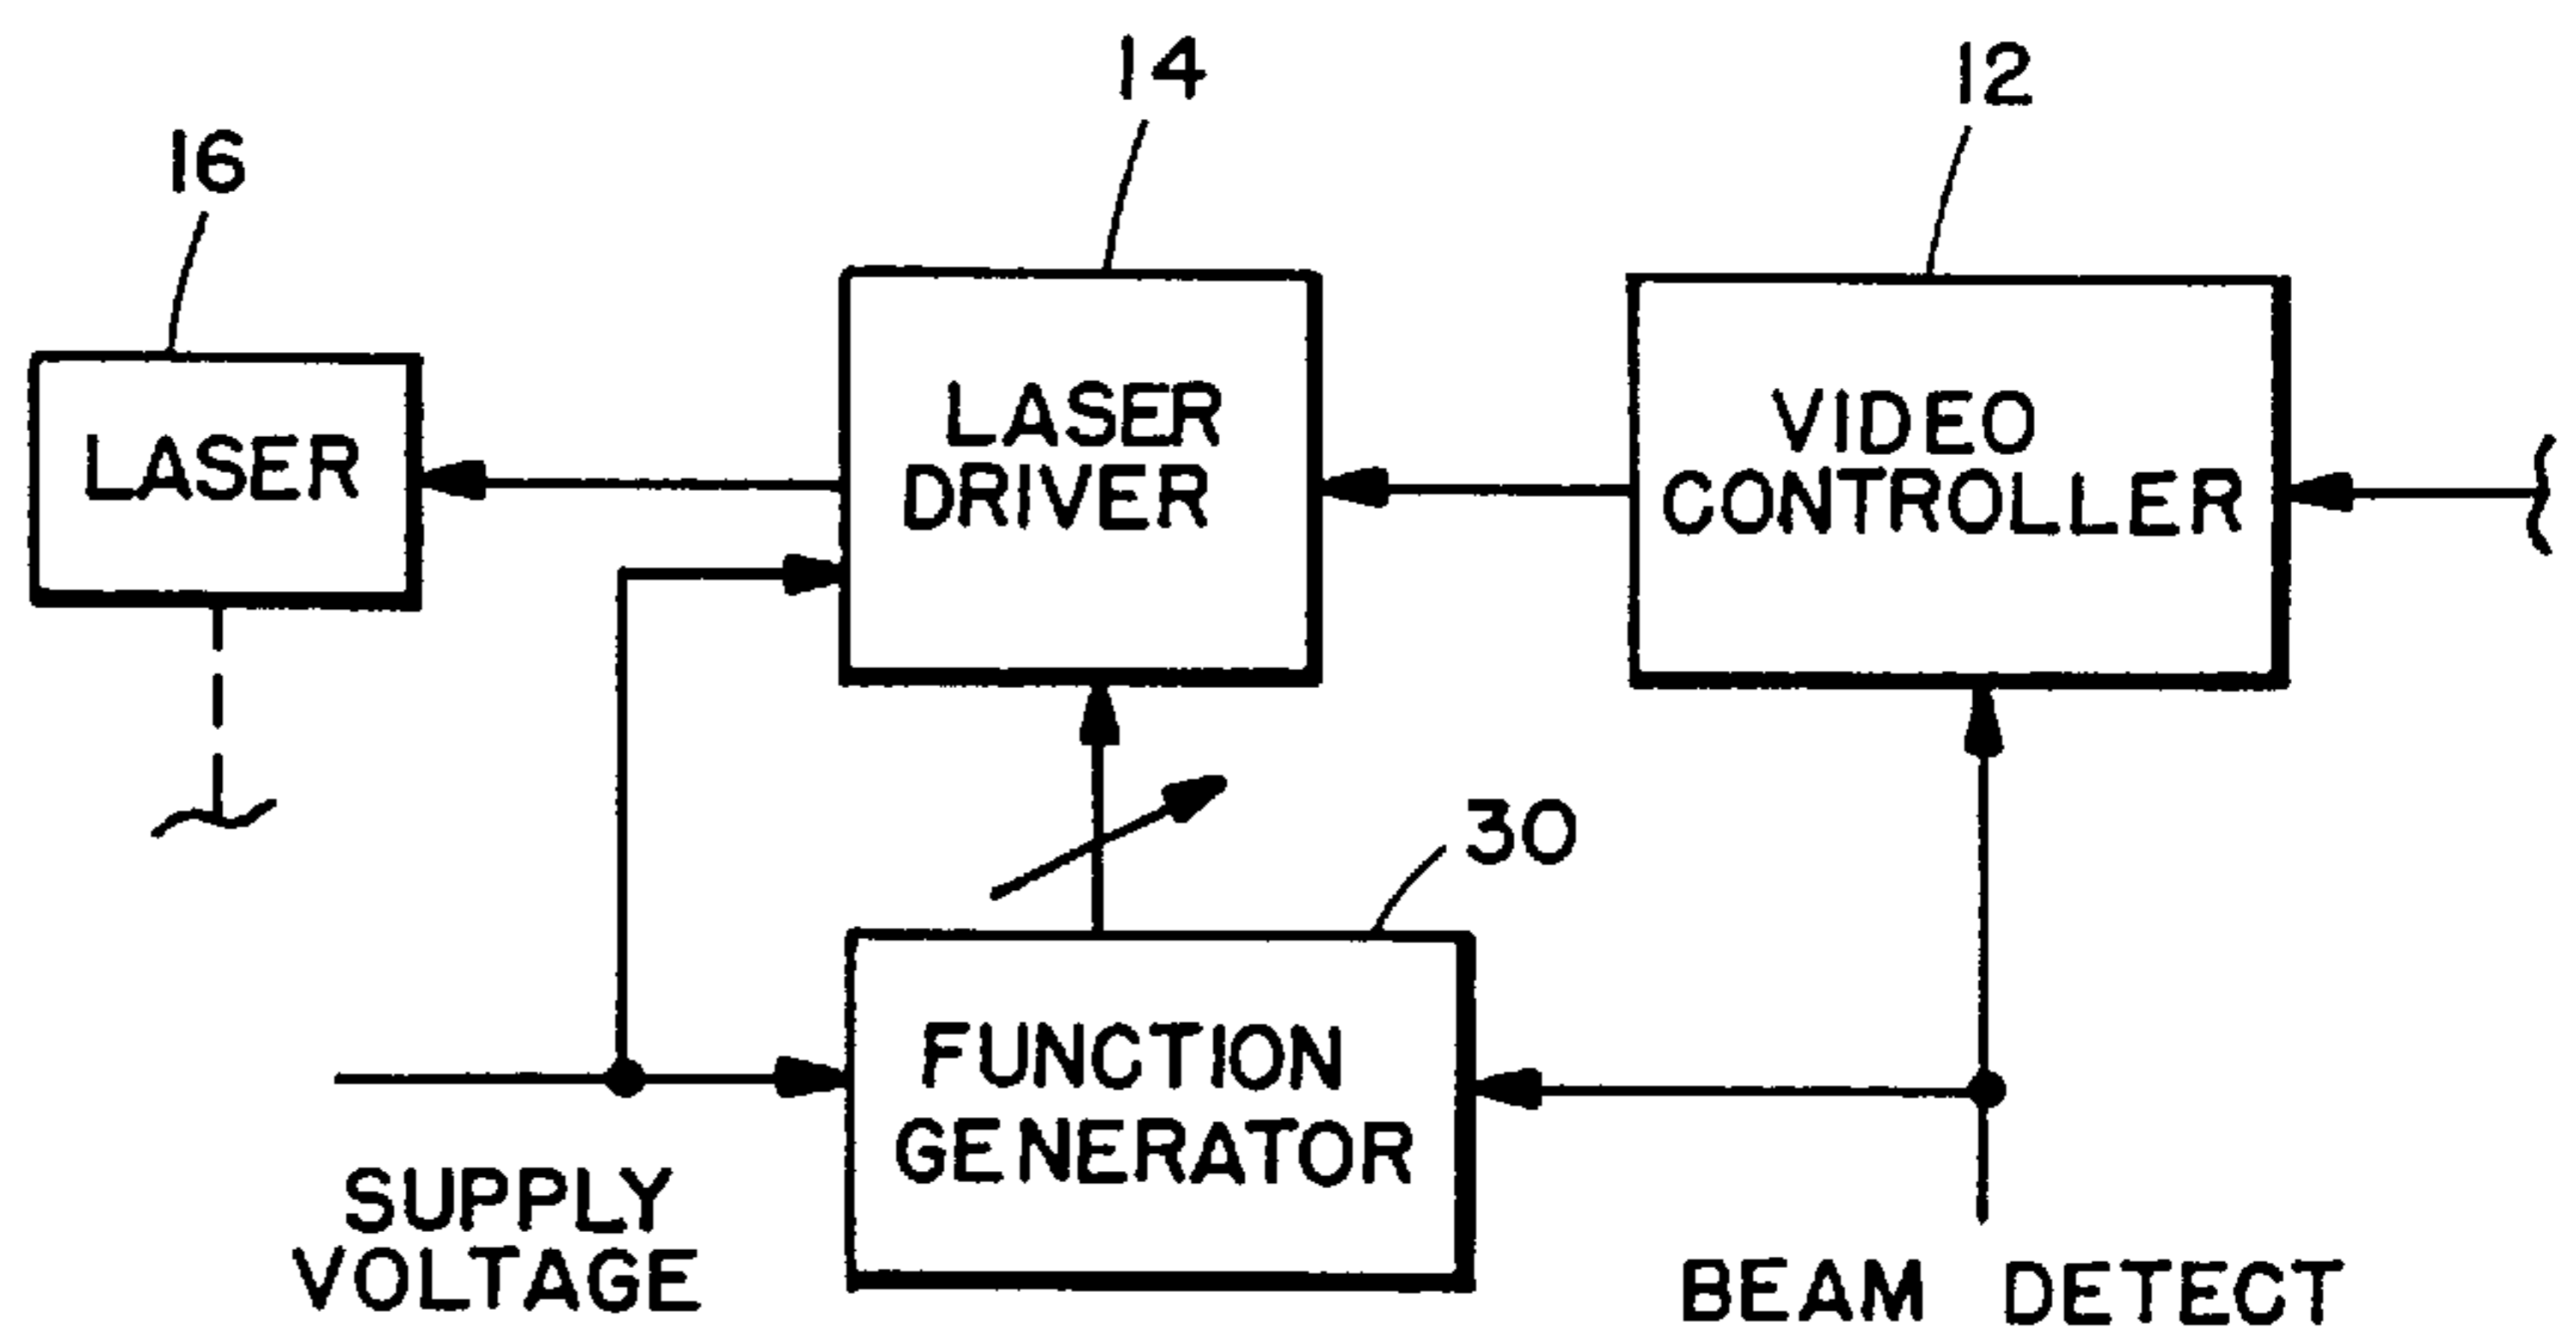 14
12
16
LASER
DRIVER
VIDEO
CONTROLLER
LASER
30
FUNCTION
GENERATOR
SUPPLY
VOLTAGE
BEAM DETECT